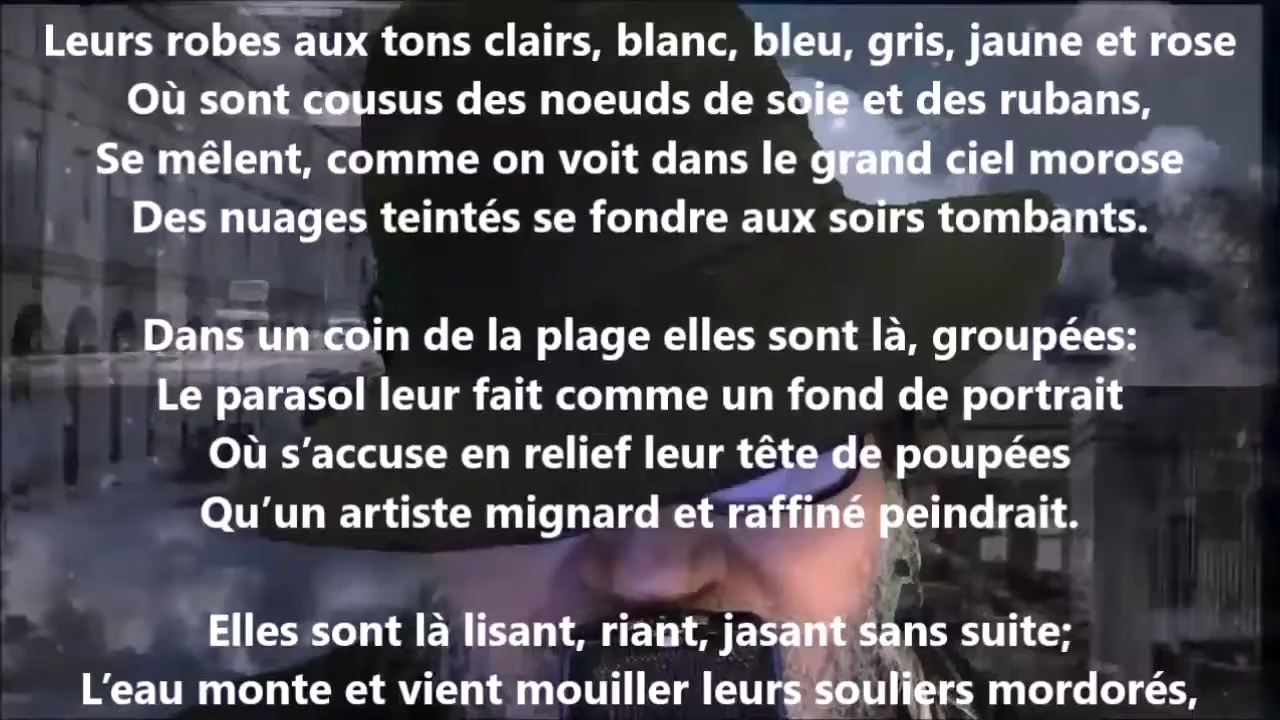 Leurs robes aux tons clairs, blanc, bleu, gris, jaune et rose
Où sont cousus des noeuds de soie et des rubans,
Se mêlent, comme on voit dans le grand ciel morose
Des nuages teintés se fondre aux soirs tombants.
Dans un coin de la plage elles sont là, groupées:
Le parasol leur fait comme un fond de portrait
Où s’accuse en relief leur tête de poupées
Qu’un artiste mignard et raffiné peindrait.
Elles sont là lisant, riant, jasant sans suite;
L’eau monte et vient mouiller leurs souliers mordorés,